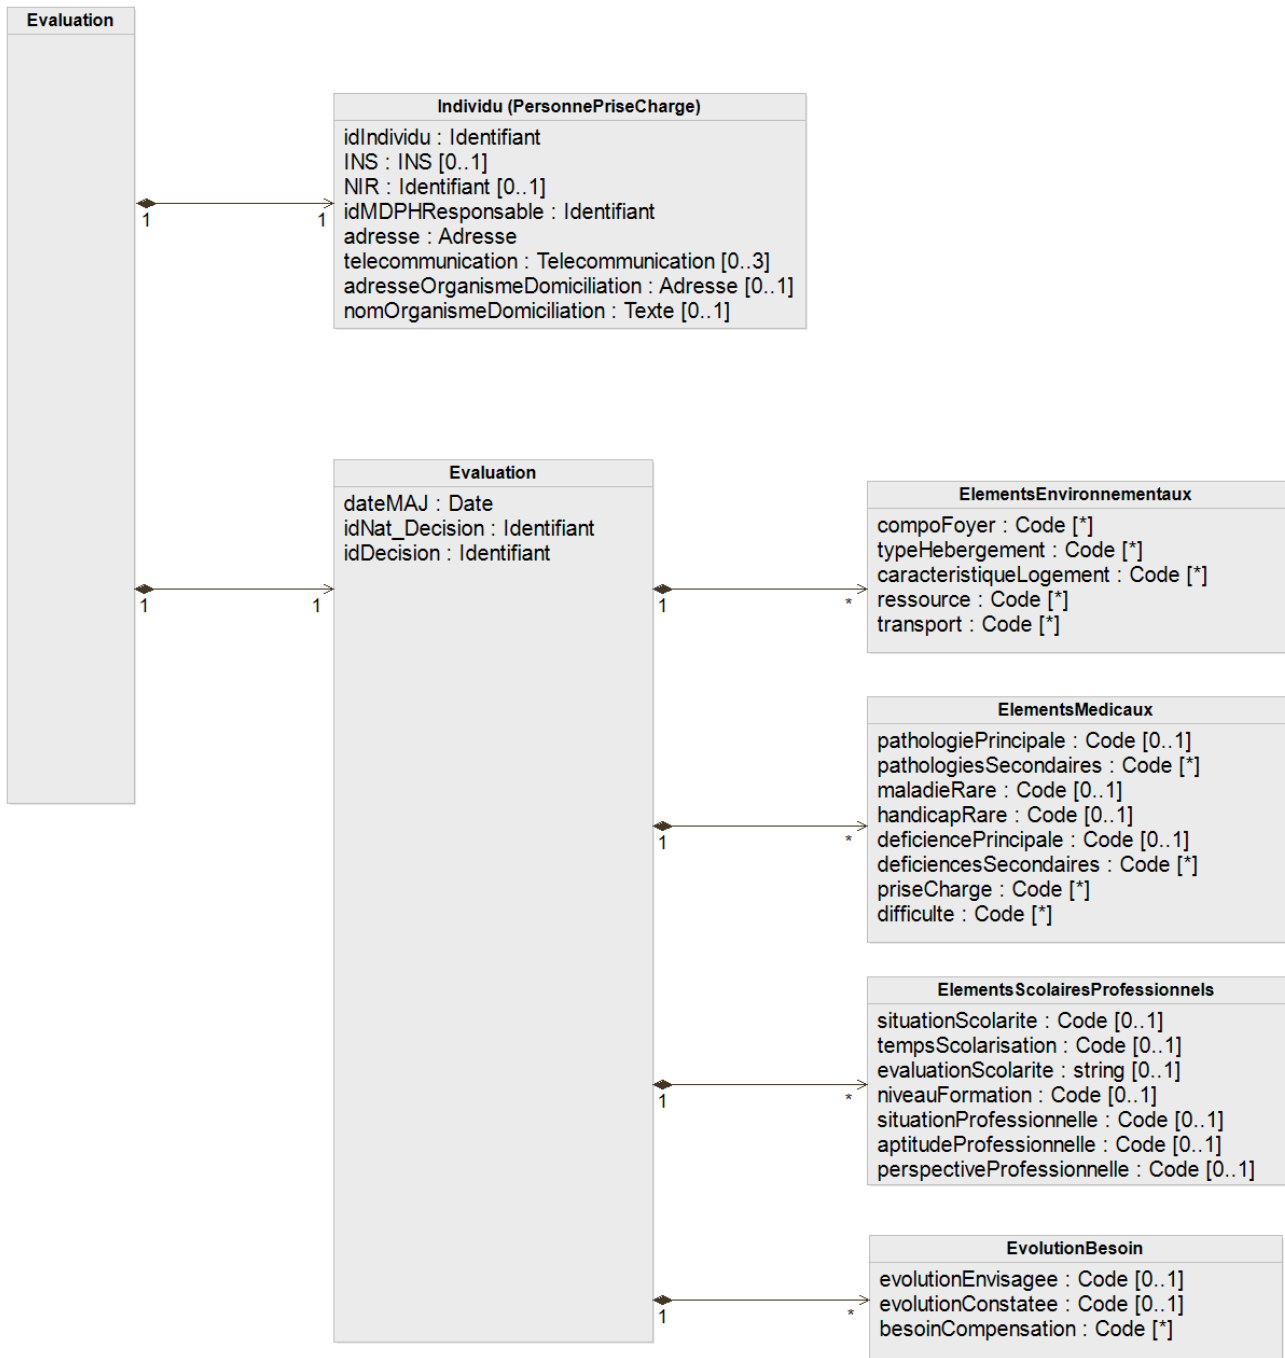 Evaluation
Individu (PersonnePriseCharge)
idIndividu : Identifiant
INS : INS [0..1]
NIR : Identifiant [0..1]
idMDPHResponsable : Identifiant
adresse : Adresse
telecommunication : Telecommunication [0..3]
adresseOrganismeDomiciliation : Adresse [0..1]
nomOrganismeDomiciliation : Texte [0..1]
1
1
Evaluation
dateMAJ : Date
idNat_Decision : Identifiant
idDecision : Identifiant
1
1
ElementsEnvironnementaux
compoFoyer : Code [*]
typeHebergement : Code [*]
caracteristiqueLogement : Code [*]
ressource : Code [*]
transport : Code [*]
1
*
ElementsMedicaux
pathologiePrincipale : Code [0..1]
pathologiesSecondaires : Code [*]
maladieRare : Code [0..1]
handicapRare : Code [0..1]
deficiencePrincipale : Code [0..1]
deficiencesSecondaires : Code [*]
priseCharge : Code [*]
difficulte : Code [*]
1
*
ElementsScolairesProfessionnels
situationScolarite : Code [0..1]
tempsScolarisation : Code [0..1]
evaluationScolarite : string [0..1]
niveauFormation : Code [0..1]
situationProfessionnelle : Code [0..1]
aptitudeProfessionnelle : Code [0..1]
perspectiveProfessionnelle : Code [0..1]
1
*
EvolutionBesoin
evolutionEnvisagee : Code [0..1]
evolutionConstatee : Code [0..1]
besoinCompensation : Code [*]
1
*